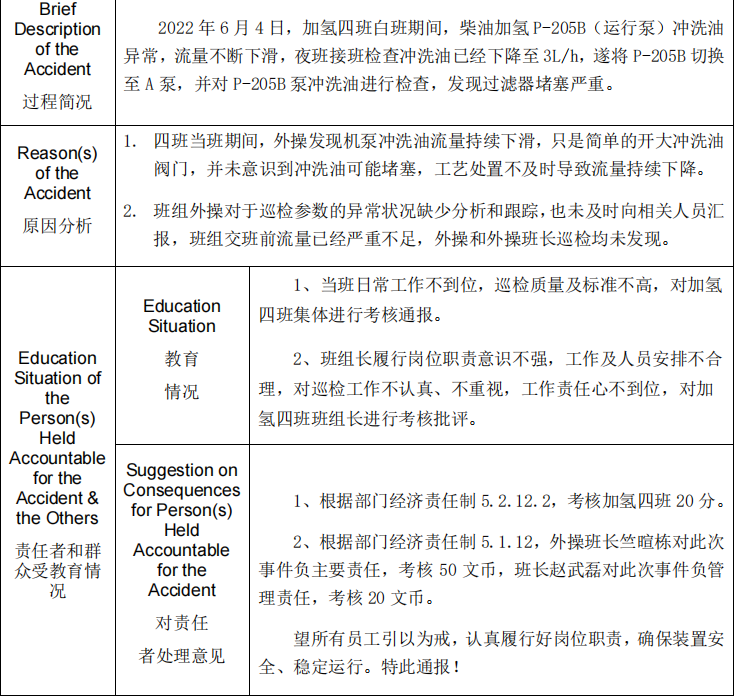 Brief
Description
of the
Accident
过程简况
2022 年 6 月 4 日，加氢四班白班期间，柴油加氢 P-205B（运行泵）冲洗油
异常，流量不断下滑，夜班接班检查冲洗油已经下降至 3L/h，遂将 P-205B 切换
至 A 泵，并对 P-205B 泵冲洗油进行检查，发现过滤器堵塞严重。
Reason(s)
of the
Accident
原因分析
1. 四班当班期间，外操发现机泵冲洗油流量持续下滑，只是简单的开大冲洗油
阀门，并未意识到冲洗油可能堵塞，工艺处置不及时导致流量持续下降。
2. 班组外操对于巡检参数的异常状况缺少分析和跟踪，也未及时向相关人员汇
报，班组交班前流量已经严重不足，外操和外操班长巡检均未发现。
Education
Situation of
the
Person(s)
Held
Accountable
for the
Accident &
the Others
责任者和群
众受教育情
况
Education
Situation
教育
情况
1、当班日常工作不到位，巡检质量及标准不高，对加氢
四班集体进行考核通报。
2、班组长履行岗位职责意识不强，工作及人员安排不合
理，对巡检工作不认真、不重视，工作责任心不到位，对加
氢四班班组长进行考核批评。
Suggestion on
Consequences
for Person(s)
Held
Accountable
for the
Accident
对责任
者处理意见
1、根据部门经济责任制 5.2.12.2，考核加氢四班 20 分。
2、根据部门经济责任制 5.1.12，外操班长竺暄栋对此次
事件负主要责任，考核 50 文币，班长赵武磊对此次事件负管
理责任，考核 20 文币。
望所有员工引以为戒，认真履行好岗位职责，确保装置安
全、稳定运行。特此通报！